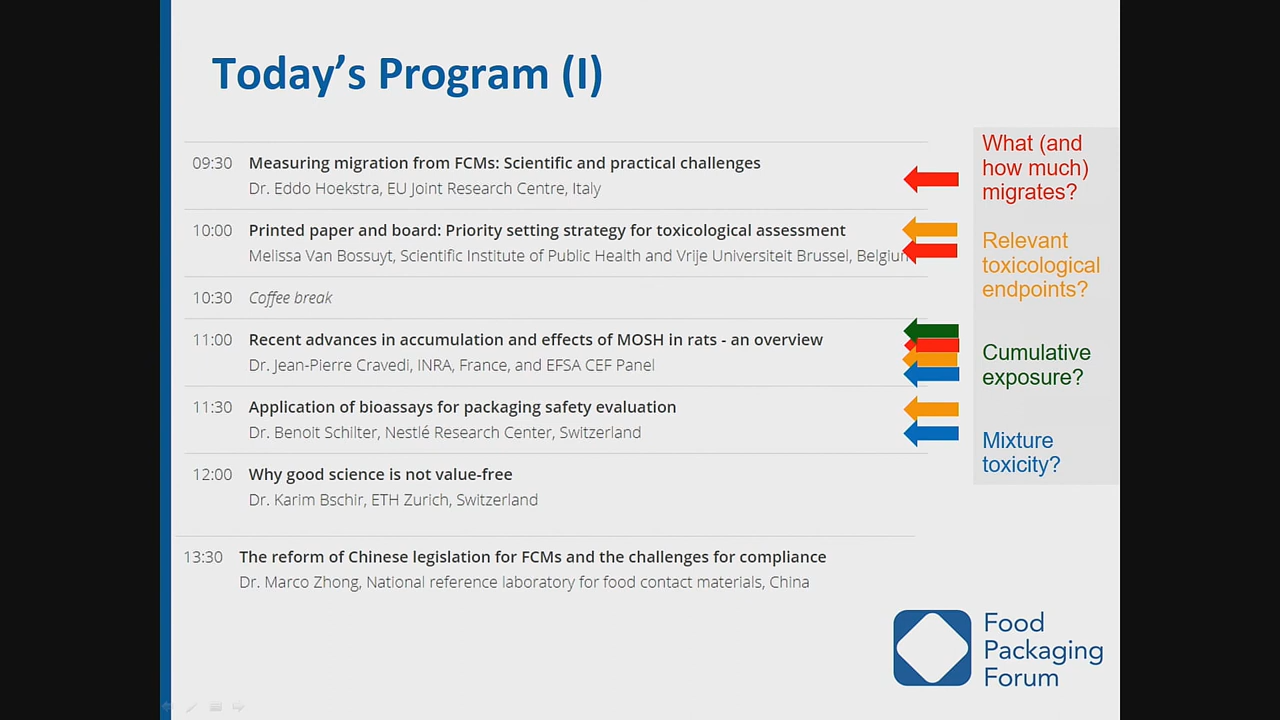 Today's Program (I)
09:30 Measuring migration from FCMs: Scientific and practical challenges
Dr. Eddo Hoekstra, EU Joint Research Centre, Italy
10:00 Printed paper and board: Priority setting strategy for toxicological assessment
Melissa Van Bossuyt, Scientific Institute of Public Health and Vrije Universiteit Brussel, Belgium
10:30 Coffee break
11:00 Recent advances in accumulation and effects of MOSH in rats - an overview
Dr. Jean-Pierre Cravedi, INRA, France, and EFSA CEF Panel
11:30 Application of bioassays for packaging safety evaluation
Dr. Benoit Schilter, Nestlé Research Center, Switzerland
12:00 Why good science is not value-free
Dr. Karim Bschir, ETH Zurich, Switzerland
13:30 The reform of Chinese legislation for FCMs and the challenges for compliance
Dr. Marco Zhong, National reference laboratory for food contact materials, China
What (and
how much)
migrates?
Relevant
toxicological
endpoints?
Cumulative
exposure?
Mixture
toxicity?
Food
Packaging
Forum